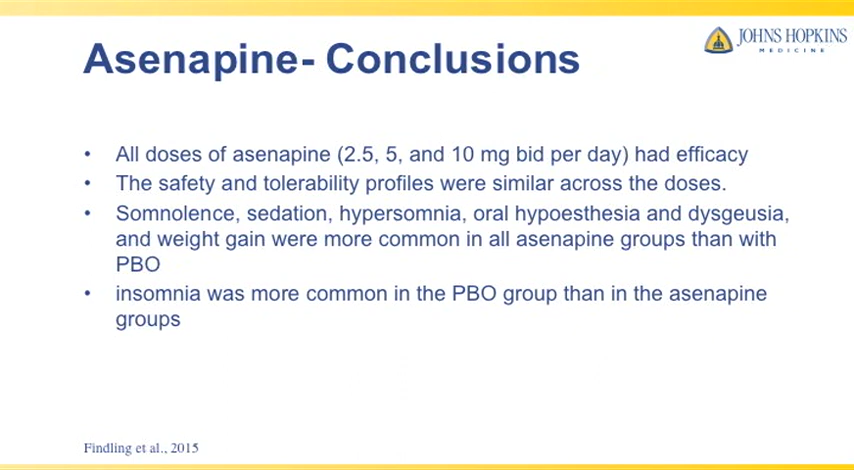 JOHNS HOPKINS
MEDICINE
Asenapine- Conclusions
• All doses of asenapine (2.5, 5, and 10 mg bid per day) had efficacy
• The safety and tolerability profiles were similar across the doses.
• Somnolence, sedation, hypersomnia, oral hypoesthesia and dysgeusia,
and weight gain were more common in all asenapine groups than with
PBO
• insomnia was more common in the PBO group than in the asenapine
groups
Findling et al., 2015